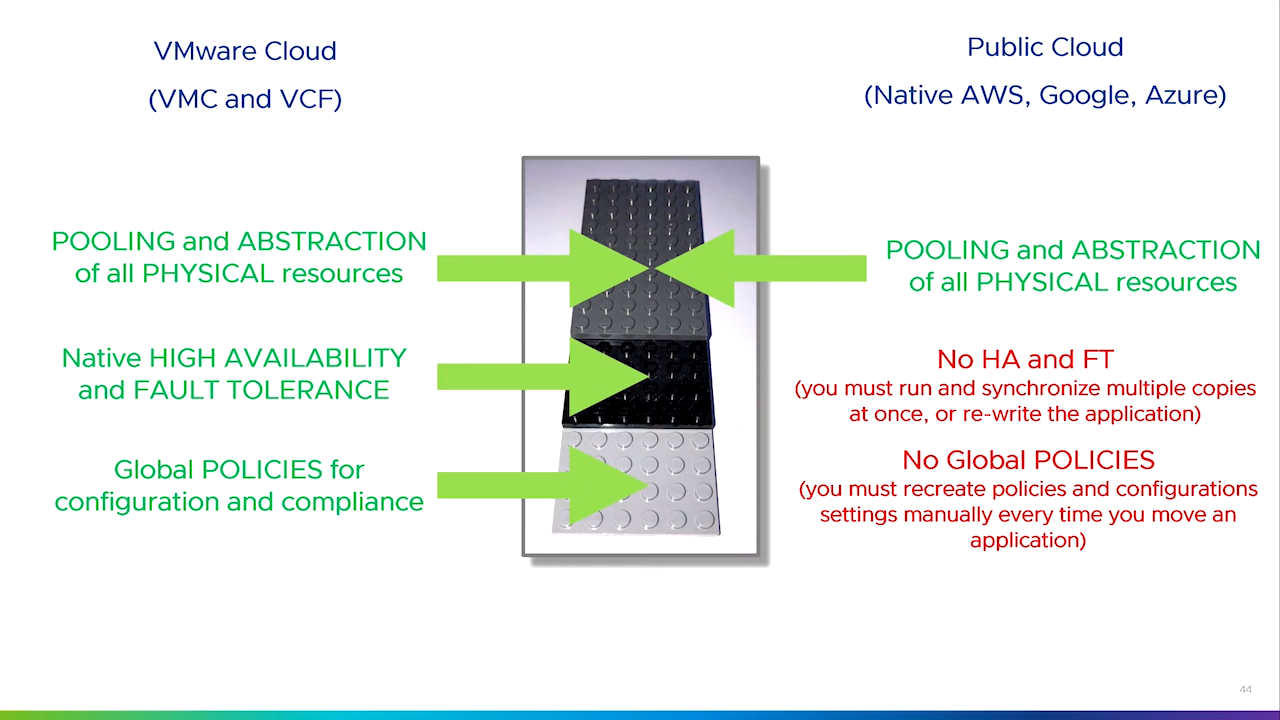 VMware Cloud
(VMC and VCF)
Public Cloud
(Native AWS, Google, Azure)
POOLING and ABSTRACTION
of all PHYSICAL resources
POOLING and ABSTRACTION
of all PHYSICAL resources
Native HIGH AVAILABILITY
and FAULT TOLERANCE
No HA and FT
(you must run and synchronize multiple copies
at once, or re-write the application)
Global POLICIES for
configuration and compliance
No Global POLICIES
(you must recreate policies and configurations
settings manually every time you move an
application)
44